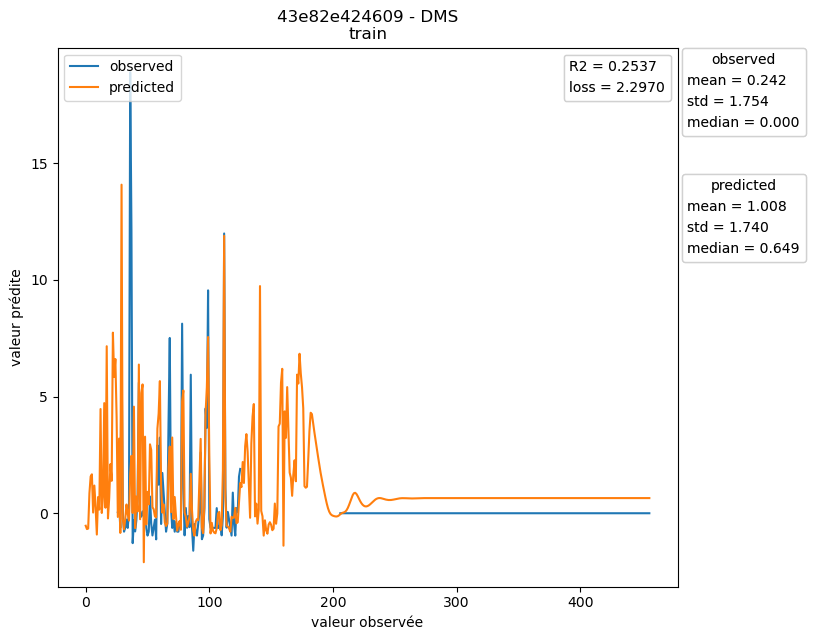 43e82e424609 - DMS
train
observed
predicted
R2 = 0.2537
loss = 2.2970
observed
mean = 0.242
std = 1.754
median = 0.000
predicted
mean = 1.008
std = 1.740
median = 0.649
valeur prédite
15
10
5
0
0
100
200
300
400
valeur observée